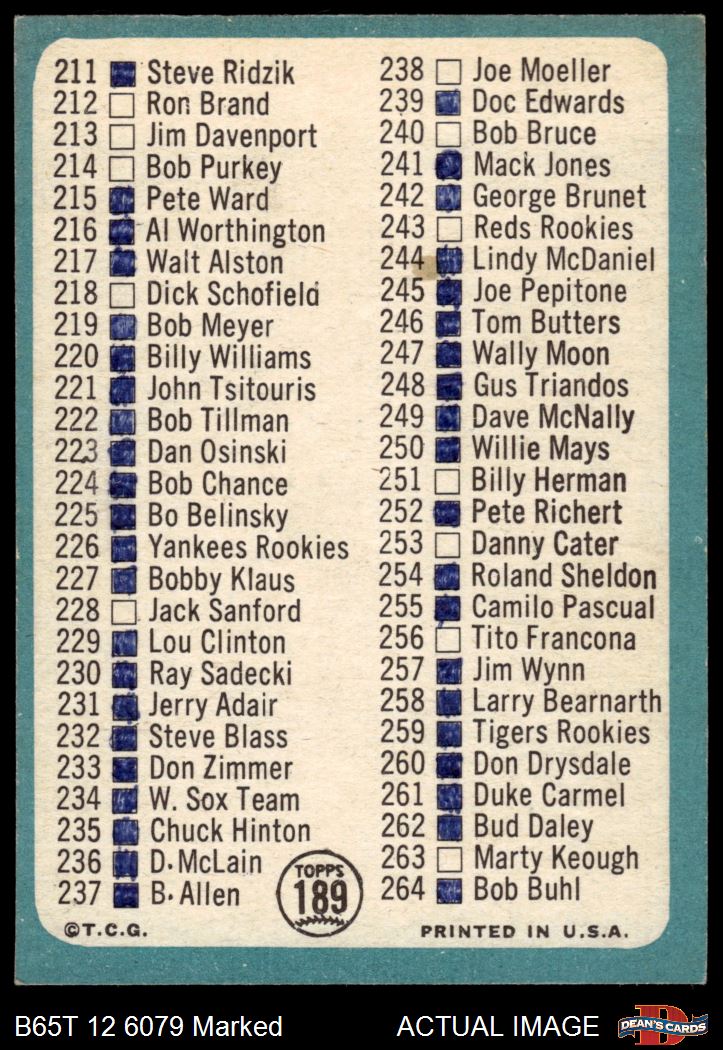 211 Steve Ridzik
212 Ron Brand
213 Jim Davenport
214 Bob Purkey
215 Pete Ward
216 Al Worthington
217 Walt Alston
218 Dick Schofield
219 Bob Meyer
220 Billy Williams
221 John Tsitouris
222 Bob Tillman
223 Dan Osinski
224 Bob Chance
225 Bo Belinsky
226 Yankees Rookies
227 Bobby Klaus
228 Jack Sanford
229 Lou Clinton
230 Ray Sadecki
231 Jerry Adair
232 Steve Blass
233 Don Zimmer
234 W. Sox Team
235 Chuck Hinton
236 D. McLain
237 B. Allen
238 Joe Moeller
239 Doc Edwards
240 Bob Bruce
241 Mack Jones
242 George Brunet
243 Reds Rookies
244 Lindy McDaniel
245 Joe Pepitone
246 Tom Butters
247 Wally Moon
248 Gus Triandos
249 Dave McNally
250 Willie Mays
251 Billy Herman
252 Pete Richert
253 Danny Cater
254 Roland Sheldon
255 Camilo Pascual
256 Tito Francona
257 Jim Wynn
258 Larry Bearnarth
259 Tigers Rookies
260 Don Drysdale
261 Duke Carmel
262 Bud Daley
263 Marty Keough
264 Bob Buhl
TOPPS
189
©T.C.G.
PRINTED IN U.S.A.
B65T 12 6079 Marked
ACTUAL IMAGE
D
DEAN'S CARDS